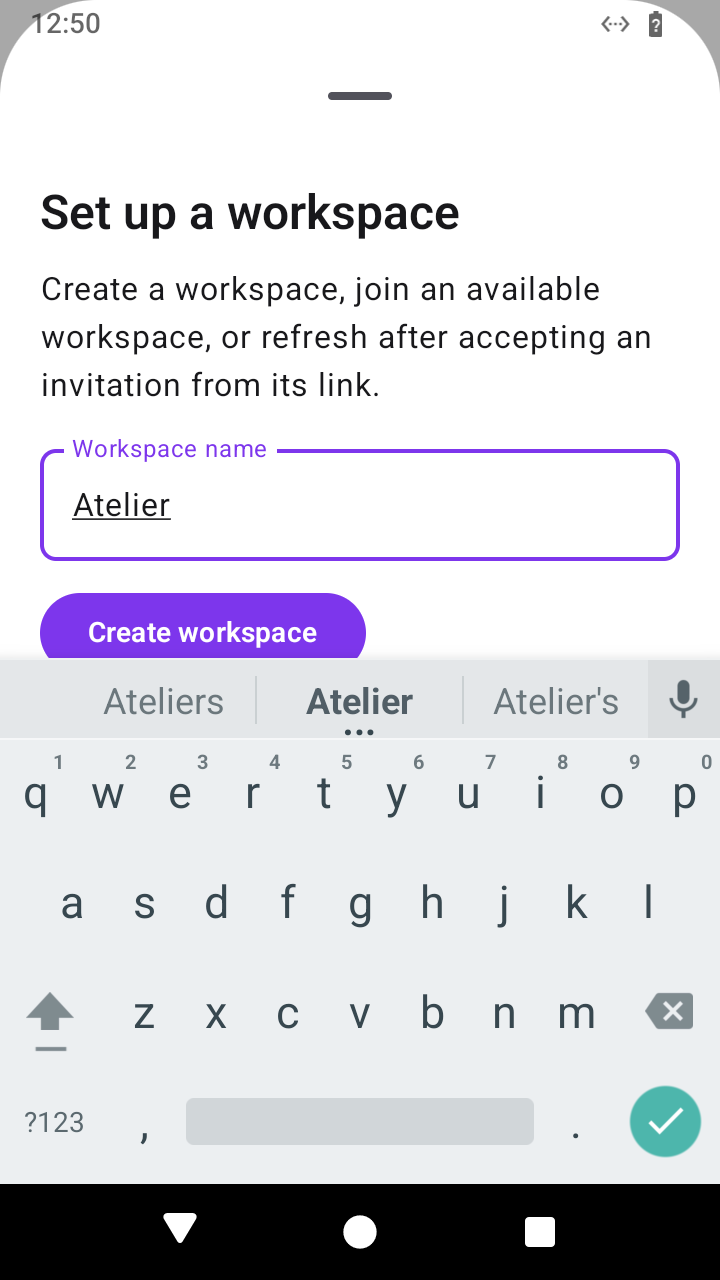 12:50
Set up a workspace
Create a workspace, join an available
workspace, or refresh after accepting an
invitation from its link.
Workspace name
Atelier
Create workspace
Ateliers Atelier Atelier's
1 2 3 4 5 6 7 8 9 0
q w e r t y u i o p
a s d f g h j k l
z x c v b n m
?123 , .